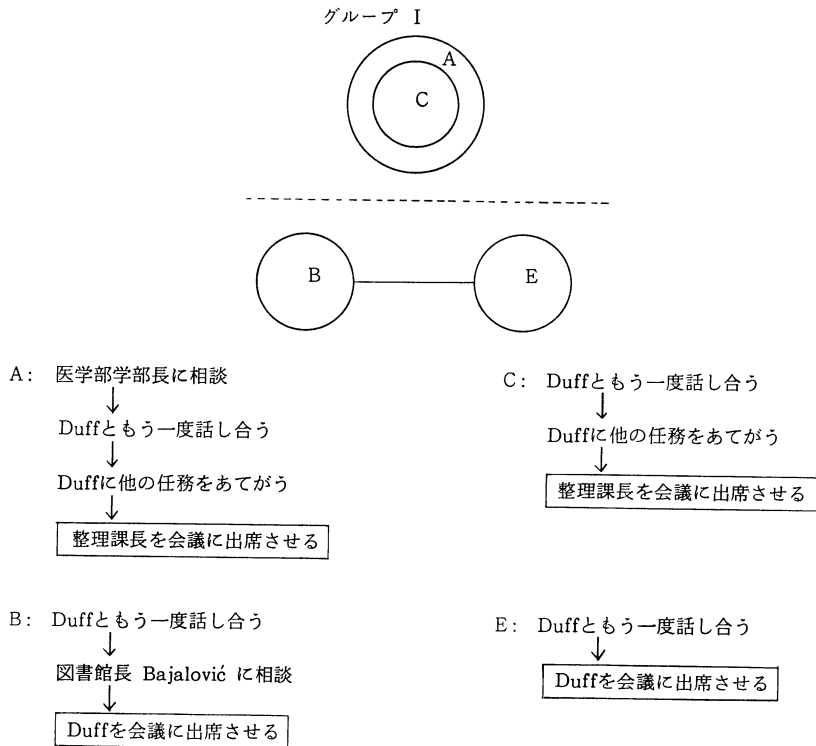 グループ I
A
C
B
E
A: 医学部学部長に相談
↓
Duffともう一度話し合う
↓
Duffに他の任務をあてがう
↓
整理課長を会議に出席させる
C: Duffともう一度話し合う
↓
Duffに他の任務をあてがう
↓
整理課長を会議に出席させる
B: Duffともう一度話し合う
↓
図書館長 Bajalović に相談
↓
Duffを会議に出席させる
E: Duffともう一度話し合う
↓
Duffを会議に出席させる